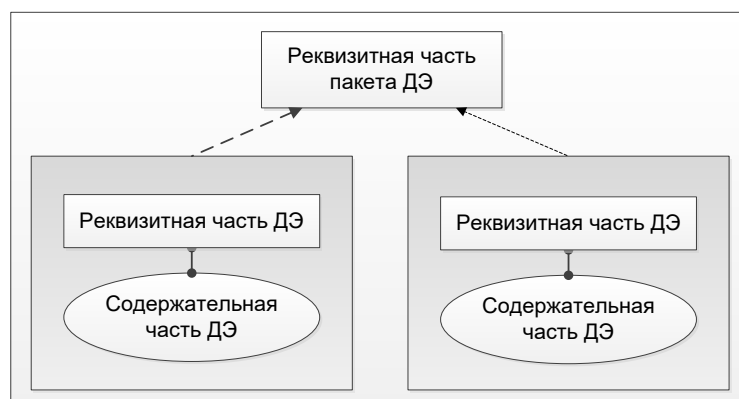 Реквизитная часть
пакета ДЭ
Реквизитная часть ДЭ
Содержательная
часть ДЭ
Реквизитная часть ДЭ
Содержательная
часть ДЭ